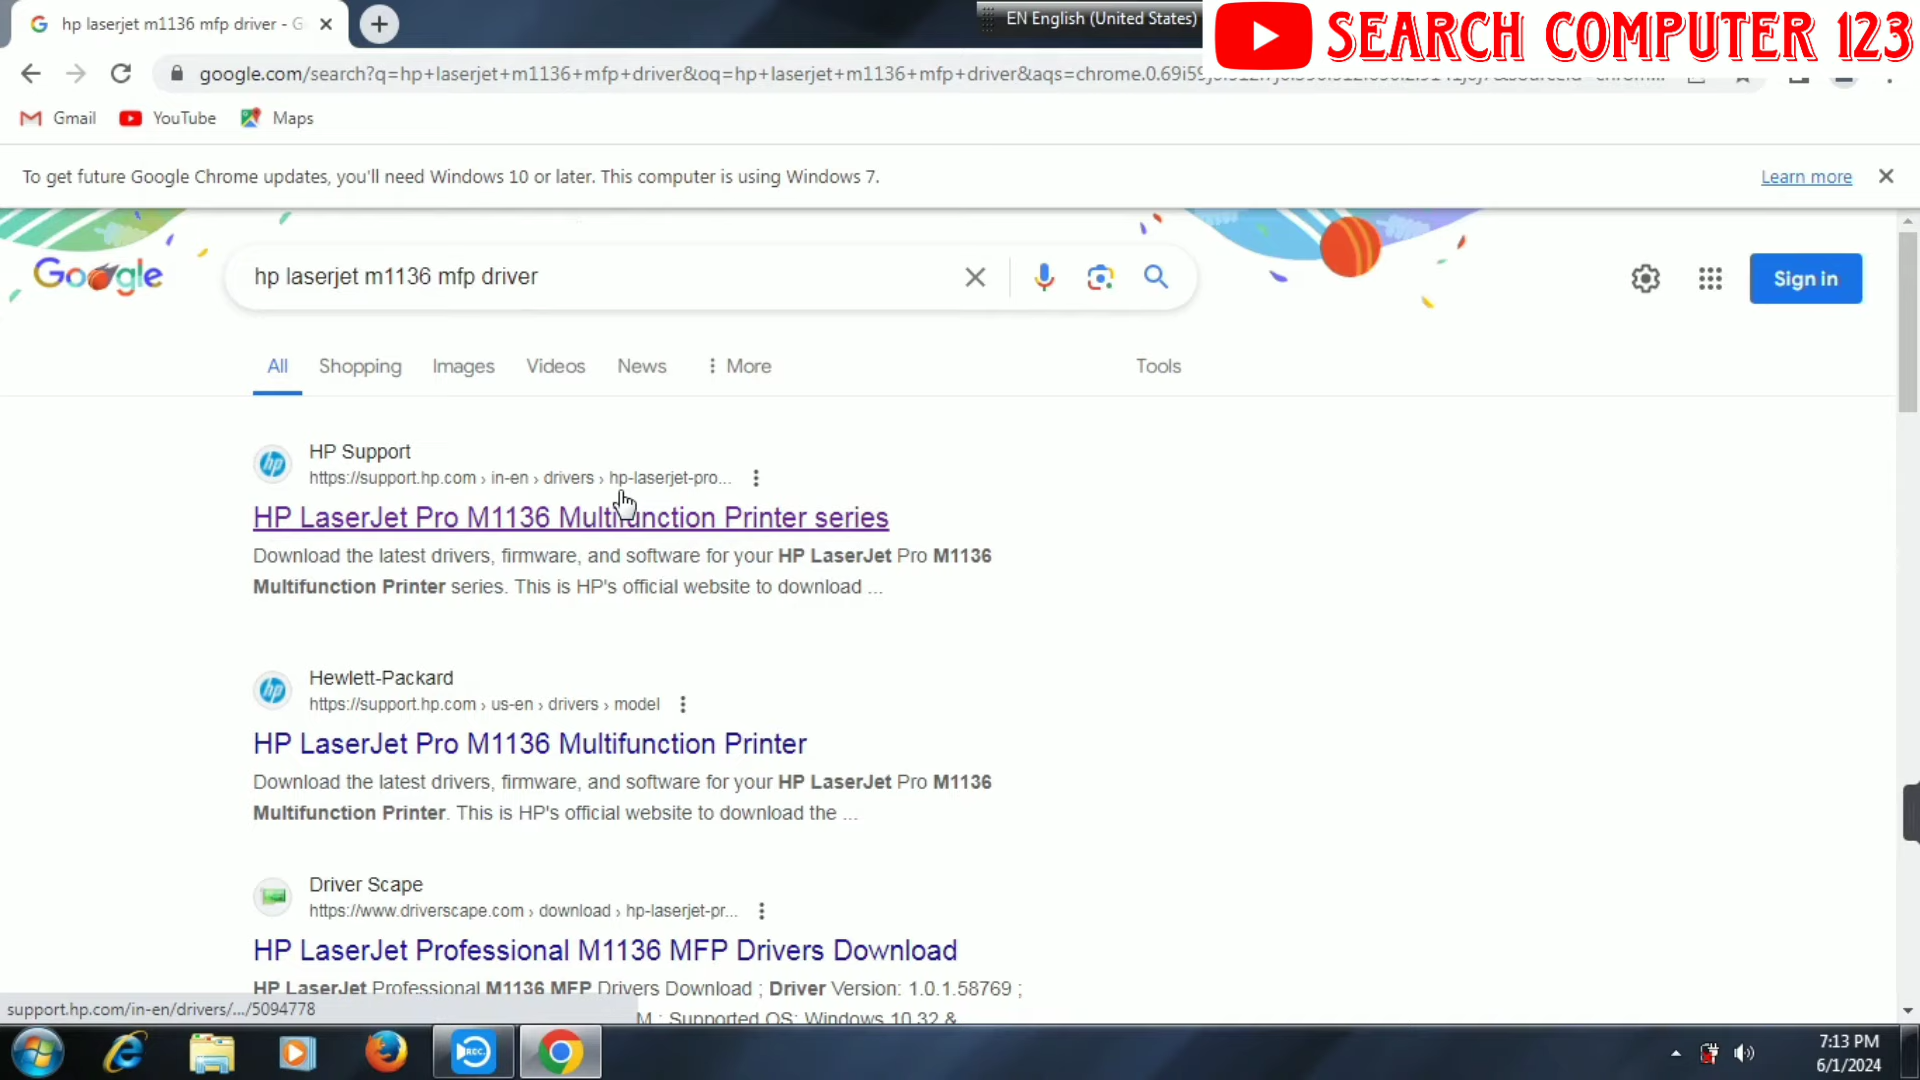 hp laserjet m1136 mfp driver - G
EN English (United States)
SEARCH COMPUTER 123
google.com/search?q=hp+laserjet+m1136+mfp+driver&oq=hp+laserjet+m1136+mfp+driver&aqs=chrome.0.69i59
Gmail
YouTube
Maps
To get future Google Chrome updates, you'll need Windows 10 or later. This computer is using Windows 7.
Learn more
Google
hp laserjet m1136 mfp driver
Sign in
All
Shopping
Images
Videos
News
More
Tools
HP Support
https://support.hp.com › in-en › drivers › hp-laserjet-pro...
HP LaserJet Pro M1136 Multifunction Printer series
Download the latest drivers, firmware, and software for your HP LaserJet Pro M1136
Multifunction Printer series. This is HP's official website to download ...
Hewlett-Packard
https://support.hp.com › us-en › drivers › model
HP LaserJet Pro M1136 Multifunction Printer
Download the latest drivers, firmware, and software for your HP LaserJet Pro M1136
Multifunction Printer. This is HP's official website to download the ...
Driver Scape
https://www.driverscape.com › download › hp-laserjet-pr...
HP LaserJet Professional M1136 MFP Drivers Download
HP LaserJet Professional M1136 MFP Drivers Download ; Driver Version: 1.0.1.58769 ;
M ; Supported OS: Windows 10 32 &
support.hp.com/in-en/drivers/.../5094778
REC
7:13 PM
6/1/2024